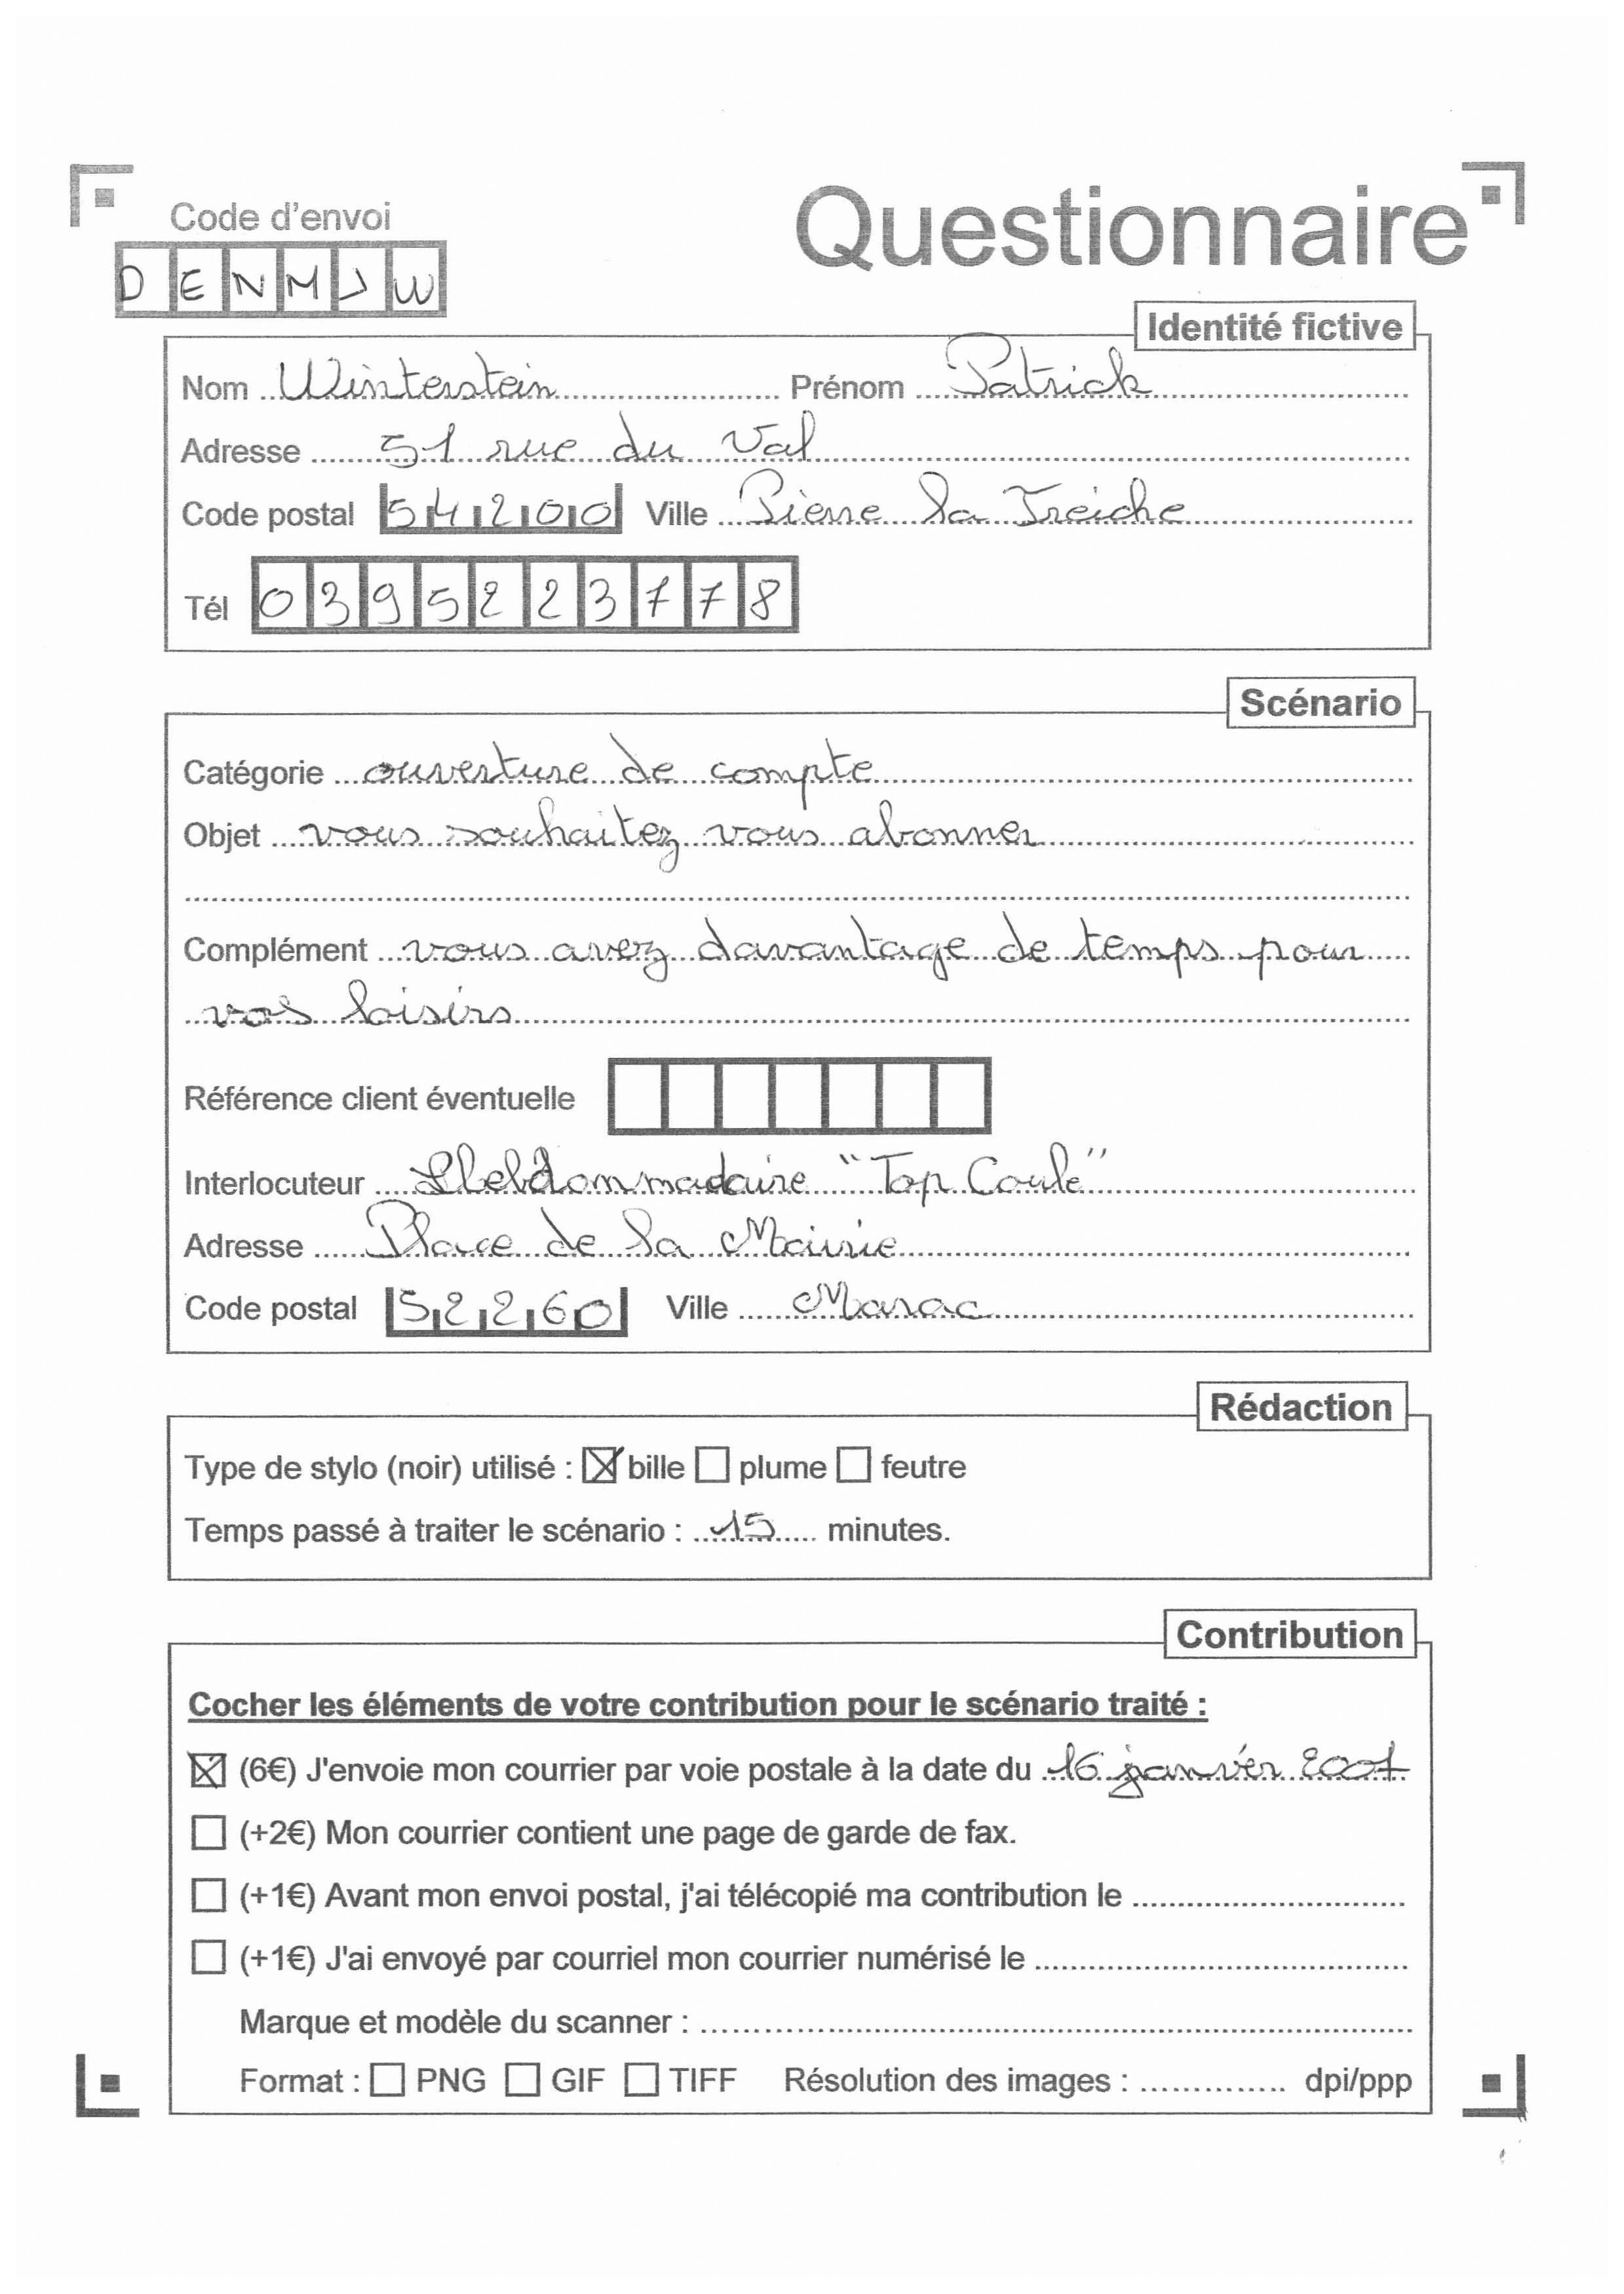 Code d'envoi
Questionnaire
DENMJW
Identité fictive
Nom Winterstein Prénom Patrick
Adresse 51 rue du Val
Code postal 54200 Ville Pierre la Treiche
Tél 0395223778
Scénario
Catégorie ouverture de compte
Objet vous souhaitez vous abonner
Complément vous avez davantage de temps pour
vos loisirs
Référence client éventuelle
Interlocuteur Hebdommadaire "Top Coule"
Adresse Place de la Mairie
Code postal 52260 Ville Marac
Rédaction
Type de stylo (noir) utilisé : ☒ bille ☐ plume ☐ feutre
Temps passé à traiter le scénario : 15 minutes.
Contribution
Cocher les éléments de votre contribution pour le scénario traité :
☒ (6€) J'envoie mon courrier par voie postale à la date du 16 janvier 2007
☐ (+2€) Mon courrier contient une page de garde de fax.
☐ (+1€) Avant mon envoi postal, j'ai télécopié ma contribution le
☐ (+1€) J'ai envoyé par courriel mon courrier numérisé le
Marque et modèle du scanner :
Format : ☐ PNG ☐ GIF ☐ TIFF Résolution des images : dpi/ppp